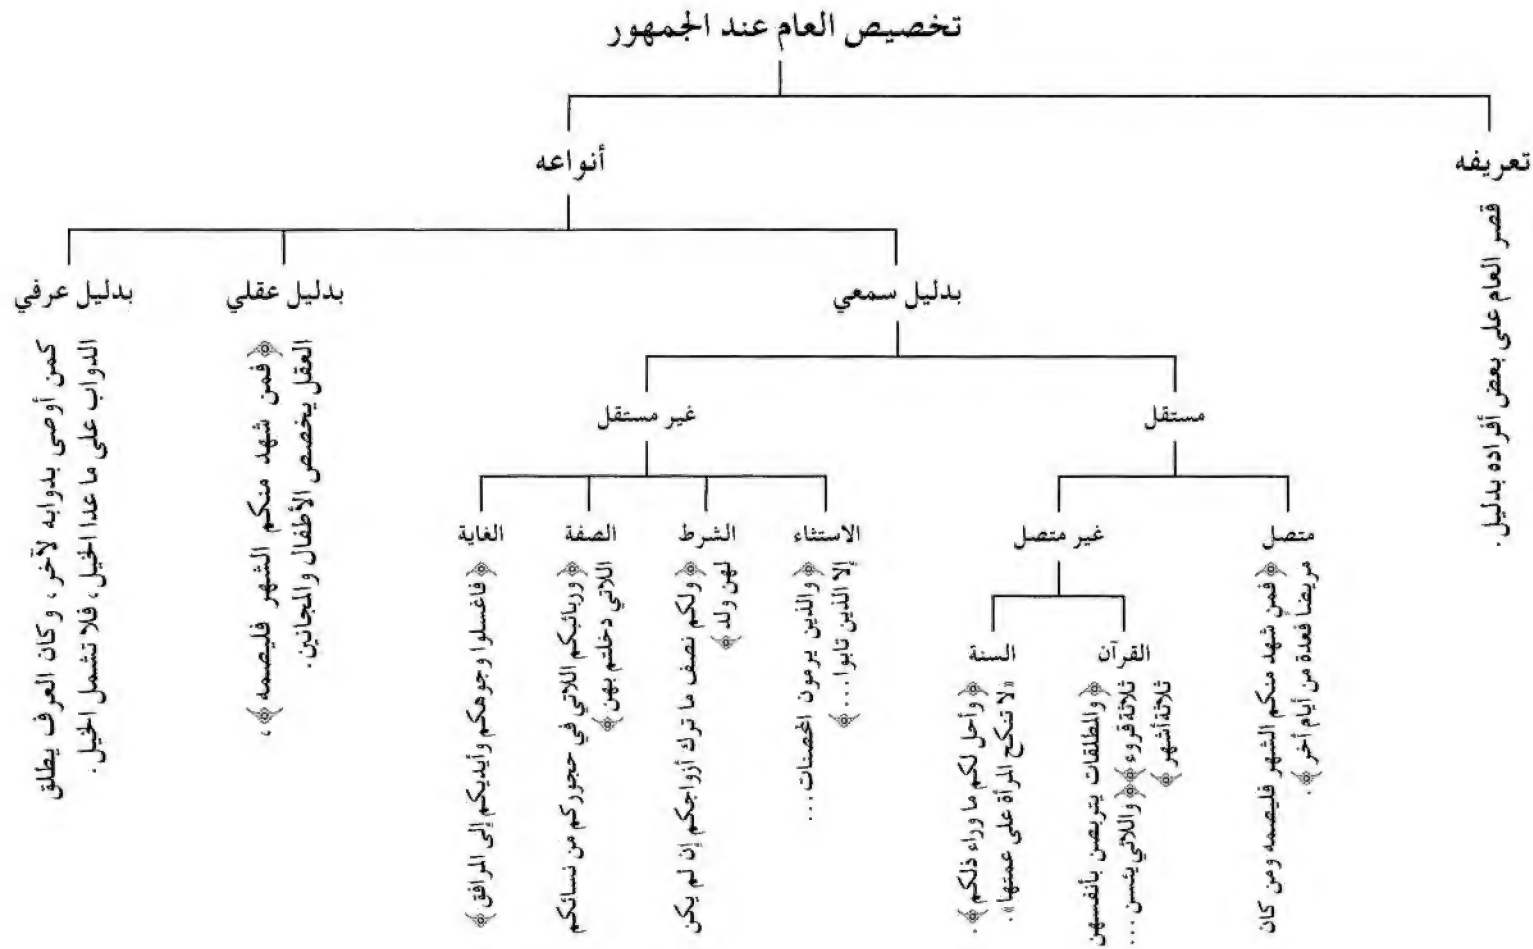 تخصيص العام عند الجمهور
تعريفه
قصر العام على بعض أفراده بدليل.
أنواعه
بدليل سمعي
مستقل
متصل
﴿فمن شهد منكم الشهر فليصمه ومن كان
مريضاً فعدة من أيام أخر﴾.
غير متصل
القرآن
﴿والمطلقات يتربصن بأنفسهن
ثلاثة قروء﴾ ﴿واللائي يئسن ...
ثلاثة أشهر﴾
السنة
﴿وأحل لكم ما وراء ذلكم﴾.
«لا تنكح المرأة على عمتها».
غير مستقل
الاستثناء
﴿والذين يرمون المحصنات ...
إلا الذين تابوا ...﴾
الشرط
﴿ولكم نصف ما ترك أزواجكم إن لم يكن
لهن ولد﴾
الصفة
﴿وربائبكم اللاتي في حجوركم من نسائكم
اللاتي دخلتم بهن﴾
الغاية
﴿فاغسلوا وجوهكم وأيديكم إلى المرافق﴾
بدليل عقلي
﴿فمن شهد منكم الشهر فليصمه﴾ ،
العقل يخصص الأطفال والمجانين.
بدليل عرفي
كمن أوصى بدوابه لآخر، وكان العرف يطلق
الدواب على ما عدا الخيل، فلا تشمل الخيل.